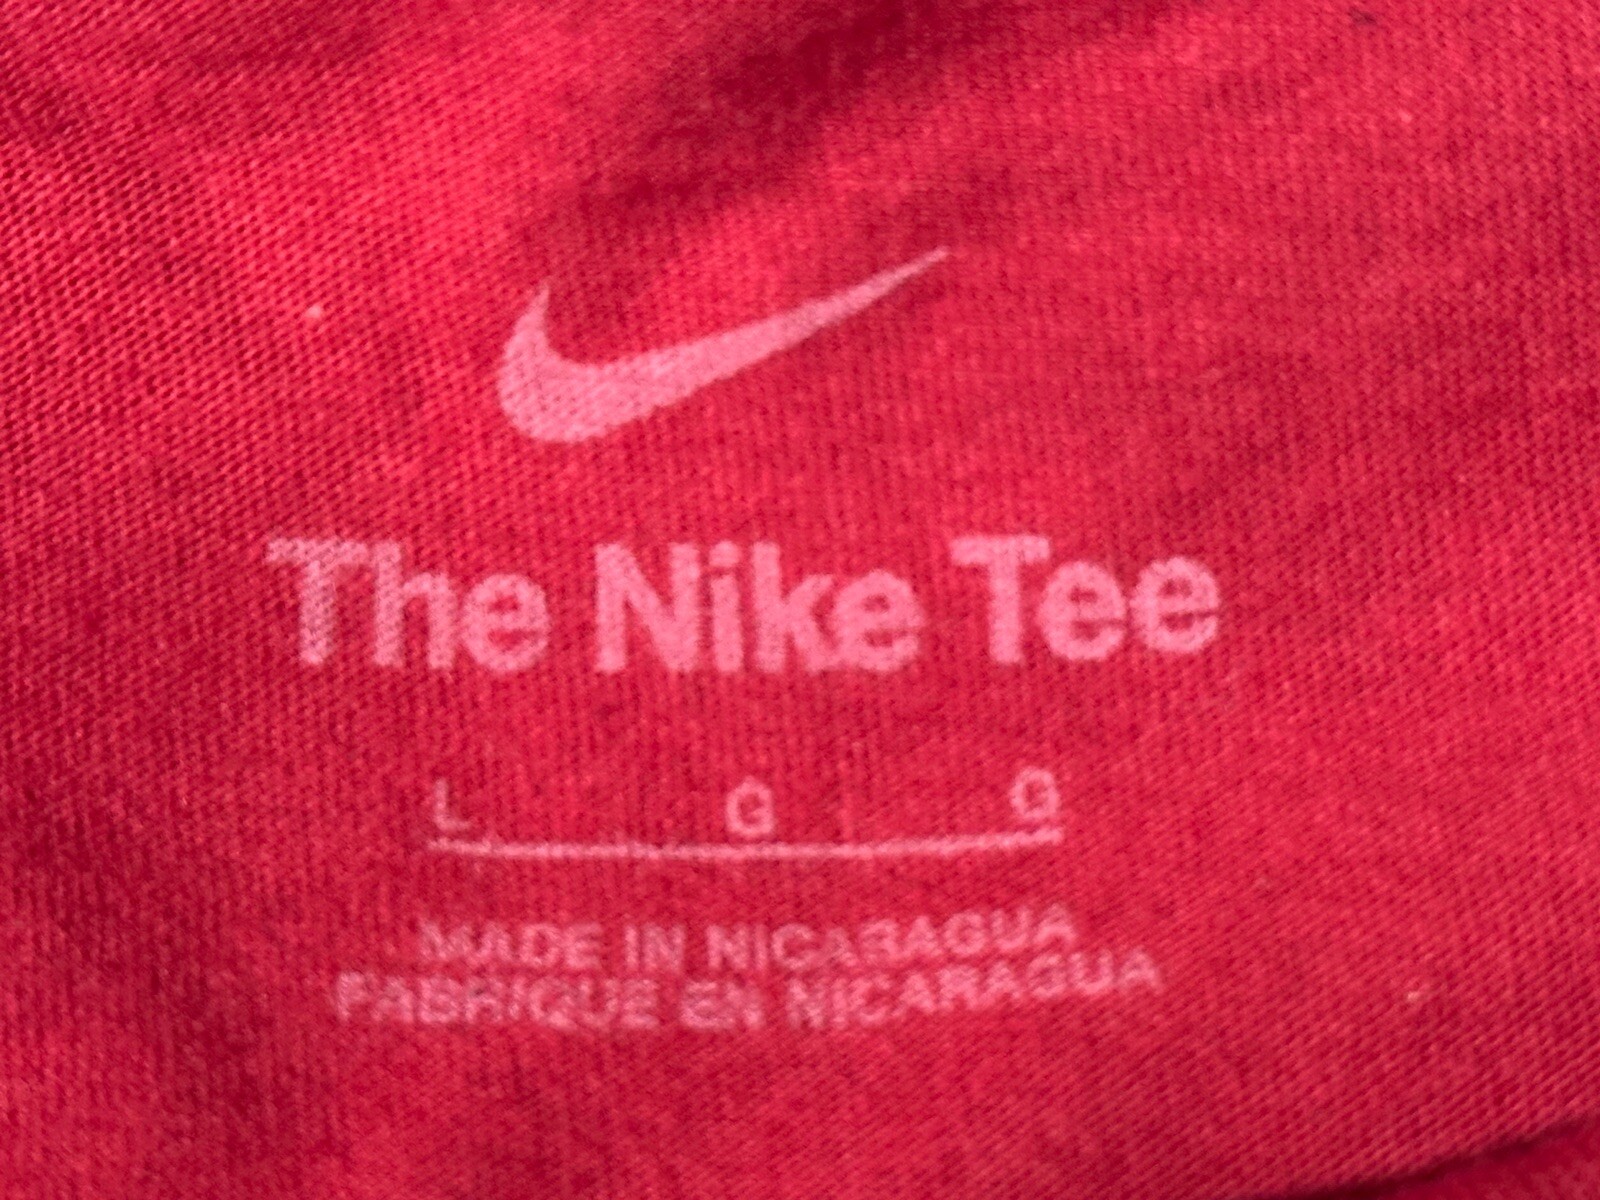 The Nike Tee
L G G
MADE IN NICARAGUA
FABRIQUE EN NICARAGUA